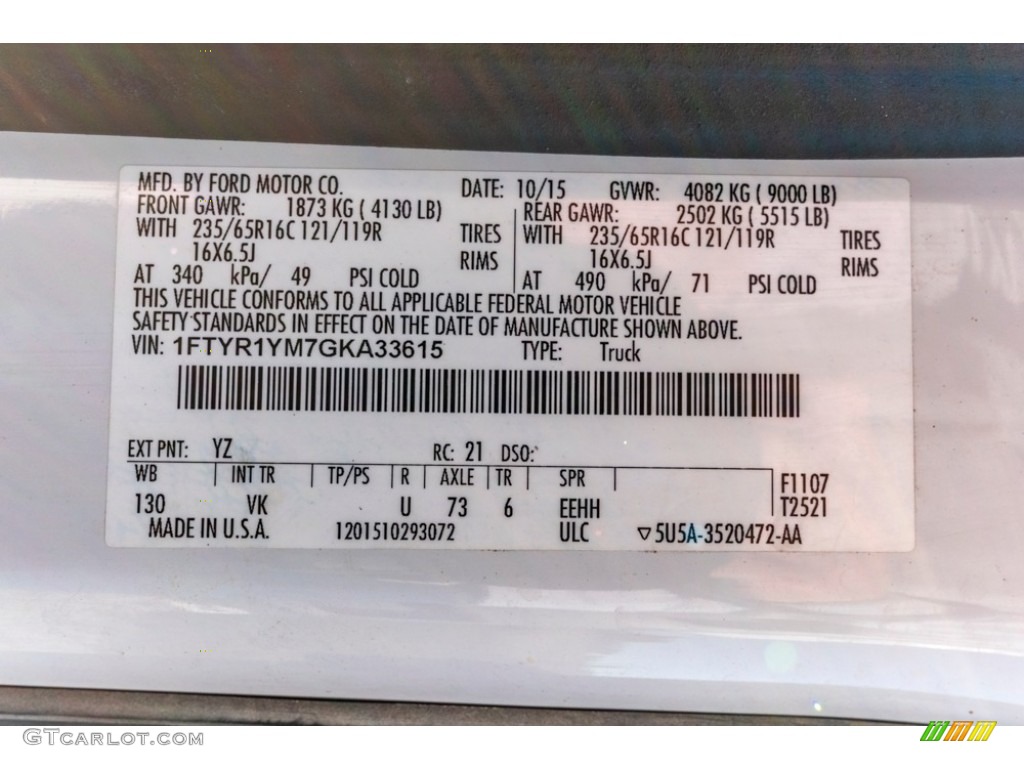 MFD. BY FORD MOTOR CO. DATE: 10/15 GVWR: 4082 KG ( 9000 LB)
FRONT GAWR: 1873 KG ( 4130 LB) REAR GAWR: 2502 KG ( 5515 LB)
WITH 235/65R16C 121/119R TIRES WITH 235/65R16C 121/119R TIRES
16X6.5J RIMS 16X6.5J RIMS
AT 340 kPa/ 49 PSI COLD AT 490 kPa/ 71 PSI COLD
THIS VEHICLE CONFORMS TO ALL APPLICABLE FEDERAL MOTOR VEHICLE
SAFETY STANDARDS IN EFFECT ON THE DATE OF MANUFACTURE SHOWN ABOVE.
VIN: 1FTYR1YM7GKA33615 TYPE: Truck
EXT PNT: YZ RC: 21 DSO:
WB INT TR TP/PS R AXLE TR SPR F1107
130 VK U 73 6 EEHH T2521
MADE IN U.S.A. 1201510293072 ULC ▽5U5A-3520472-AA
GTCarLot.com